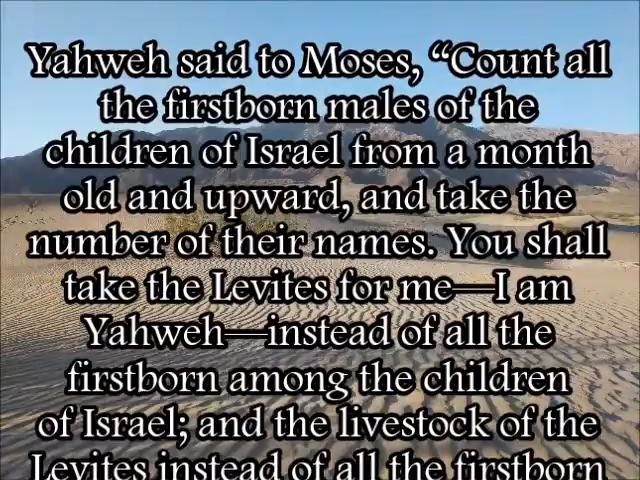 Yahweh said to Moses, “Count all
the firstborn males of the
children of Israel from a month
old and upward, and take the
number of their names. You shall
take the Levites for me—I am
Yahweh—instead of all the
firstborn among the children
of Israel; and the livestock of the
Levites instead of all the firstborn